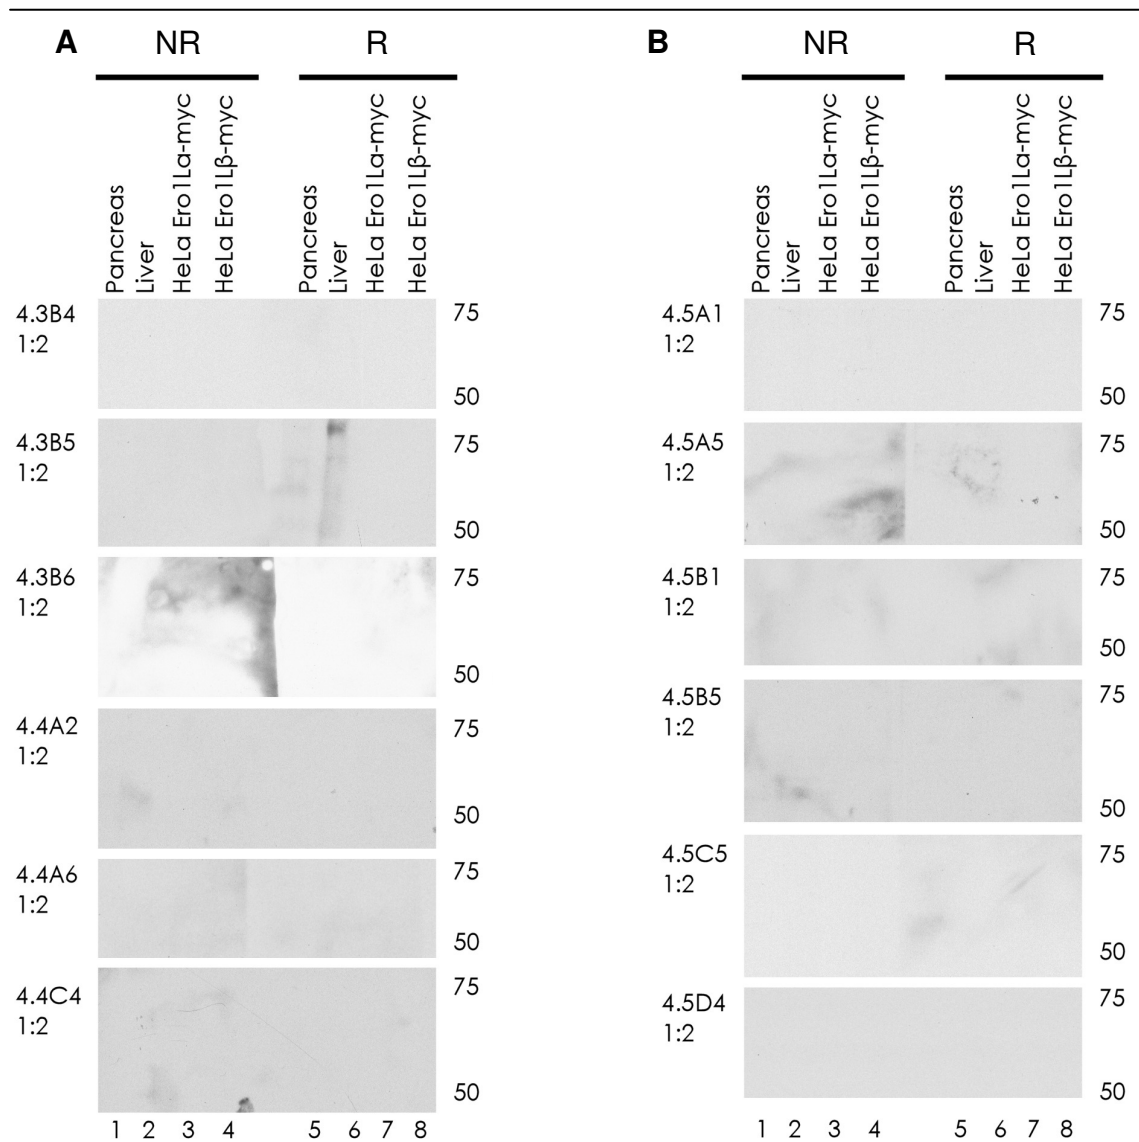 A
NR
R
Pancreas
Liver
HeLa Ero1Lα-myc
HeLa Ero1Lβ-myc
Pancreas
Liver
HeLa Ero1Lα-myc
HeLa Ero1Lβ-myc
4.3B4
1:2
75
50
4.3B5
1:2
75
50
4.3B6
1:2
75
50
4.4A2
1:2
75
50
4.4A6
1:2
75
50
4.4C4
1:2
75
50
1 2 3 4 5 6 7 8
B
NR
R
Pancreas
Liver
HeLa Ero1Lα-myc
HeLa Ero1Lβ-myc
Pancreas
Liver
HeLa Ero1Lα-myc
HeLa Ero1Lβ-myc
4.5A1
1:2
75
50
4.5A5
1:2
75
50
4.5B1
1:2
75
50
4.5B5
1:2
75
50
4.5C5
1:2
75
50
4.5D4
1:2
75
50
1 2 3 4 5 6 7 8